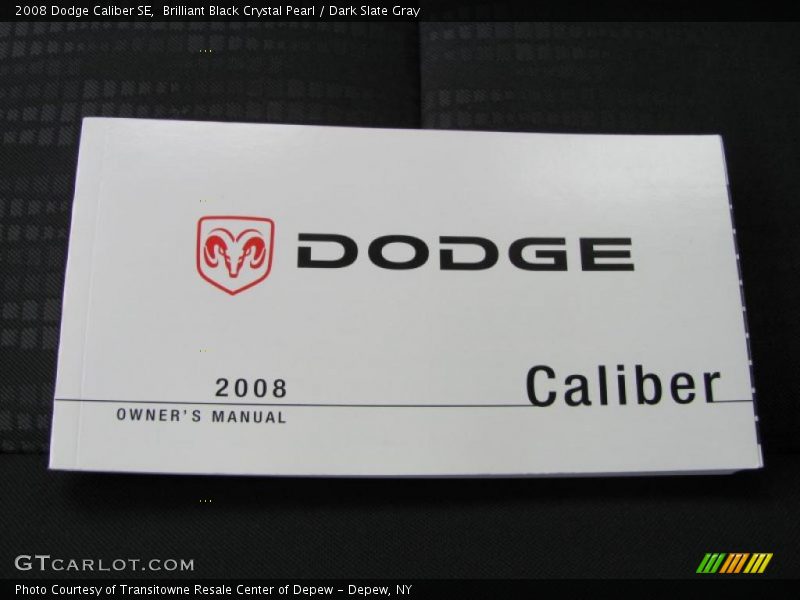 2008 Dodge Caliber SE,  Brilliant Black Crystal Pearl / Dark Slate Gray
DODGE
2008
Caliber
OWNER'S MANUAL
GTCARLOT.COM
Photo Courtesy of Transitowne Resale Center of Depew - Depew, NY